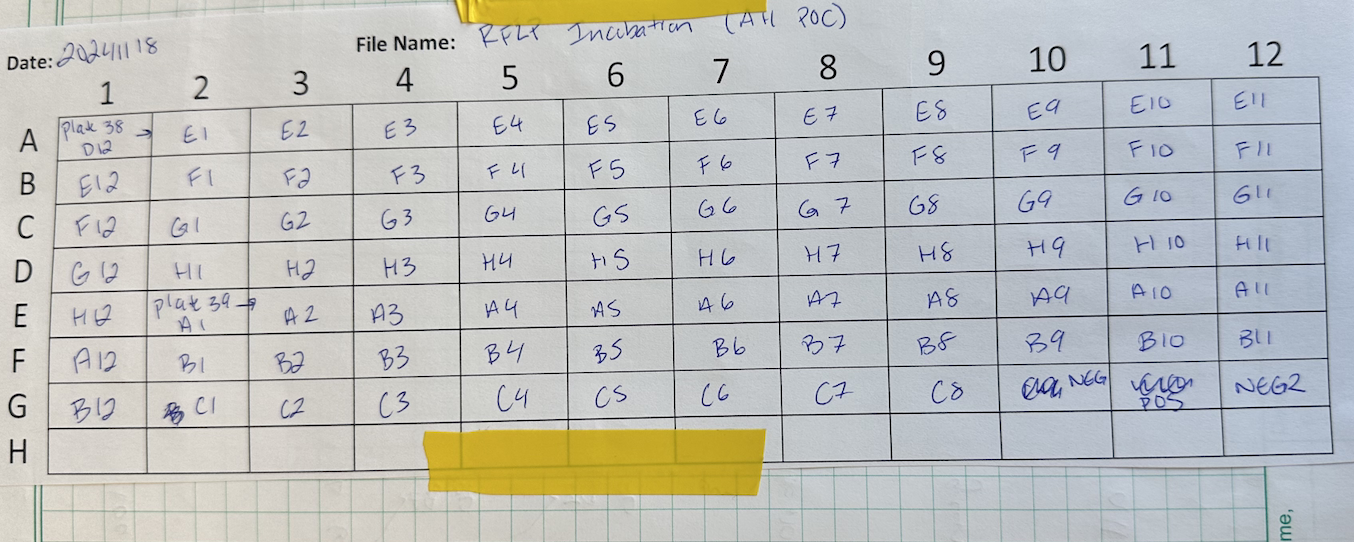 Date: 20241118 File Name: RFLP Incubation (AH POC)
1 2 3 4 5 6 7 8 9 10 11 12
A Plate 38 → D12 E1 E2 E3 E4 E5 E6 E7 E8 E9 E10 E11
B E12 F1 F2 F3 F4 F5 F6 F7 F8 F9 F10 F11
C F12 G1 G2 G3 G4 G5 G6 G7 G8 G9 G10 G11
D G12 H1 H2 H3 H4 H5 H6 H7 H8 H9 H10 H11
E H12 Plate 39 → A1 A2 A3 A4 A5 A6 A7 A8 A9 A10 A11
F A12 B1 B2 B3 B4 B5 B6 B7 B8 B9 B10 B11
G B12 C1 C2 C3 C4 C5 C6 C7 C8 NEG POS NEG2
H
me,